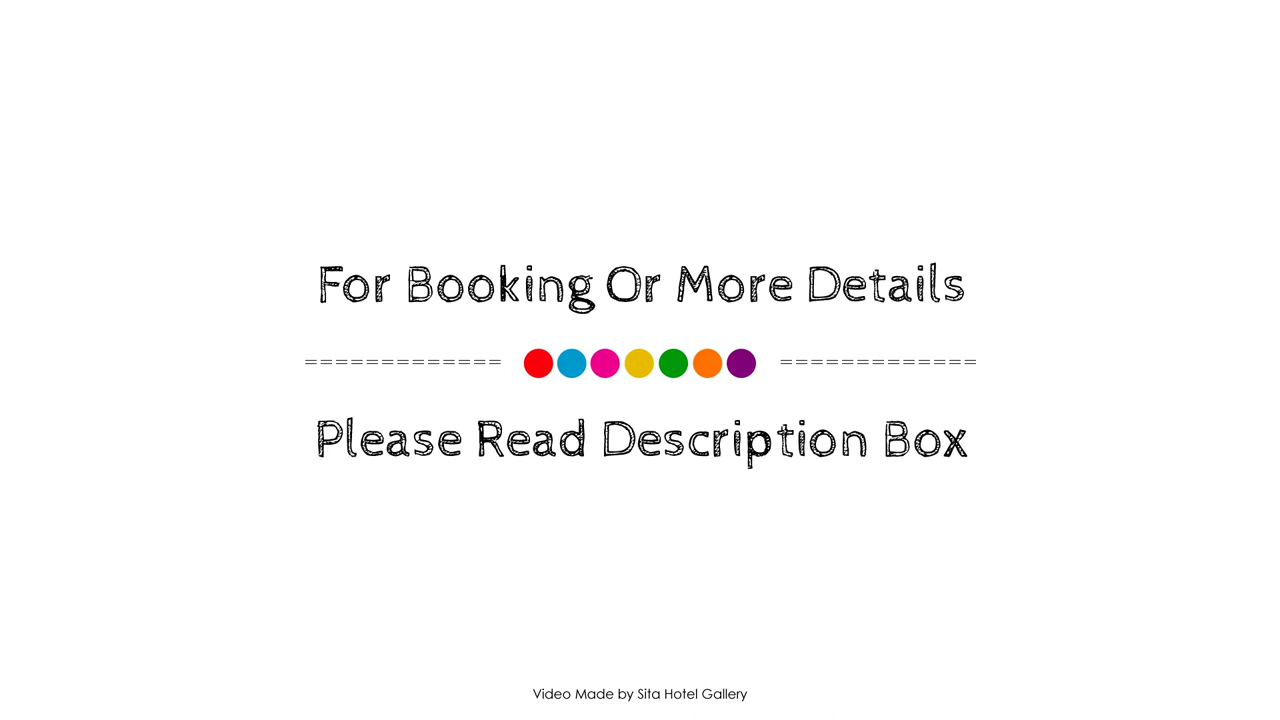 For Booking Or More Details
============= =============
Please Read Description Box
Video Made by Sita Hotel Gallery